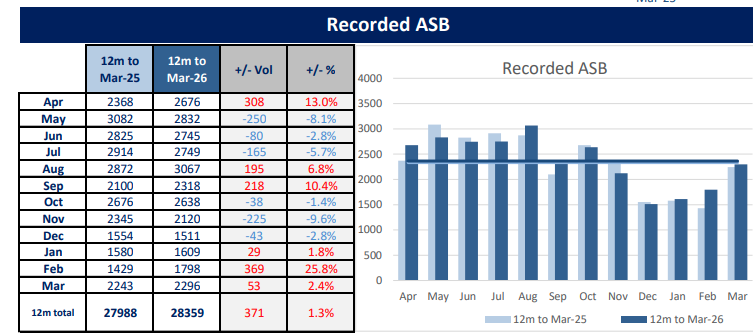 Recorded ASB
12m to Mar-25 12m to Mar-26 +/- Vol +/- %
Apr 2368 2676 308 13.0%
May 3082 2832 -250 -8.1%
Jun 2825 2745 -80 -2.8%
Jul 2914 2749 -165 -5.7%
Aug 2872 3067 195 6.8%
Sep 2100 2318 218 10.4%
Oct 2676 2638 -38 -1.4%
Nov 2345 2120 -225 -9.6%
Dec 1554 1511 -43 -2.8%
Jan 1580 1609 29 1.8%
Feb 1429 1798 369 25.8%
Mar 2243 2296 53 2.4%
12m total 27988 28359 371 1.3%
Recorded ASB
4000
3500
3000
2500
2000
1500
1000
500
0
Apr May Jun Jul Aug Sep Oct Nov Dec Jan Feb Mar
12m to Mar-25 12m to Mar-26